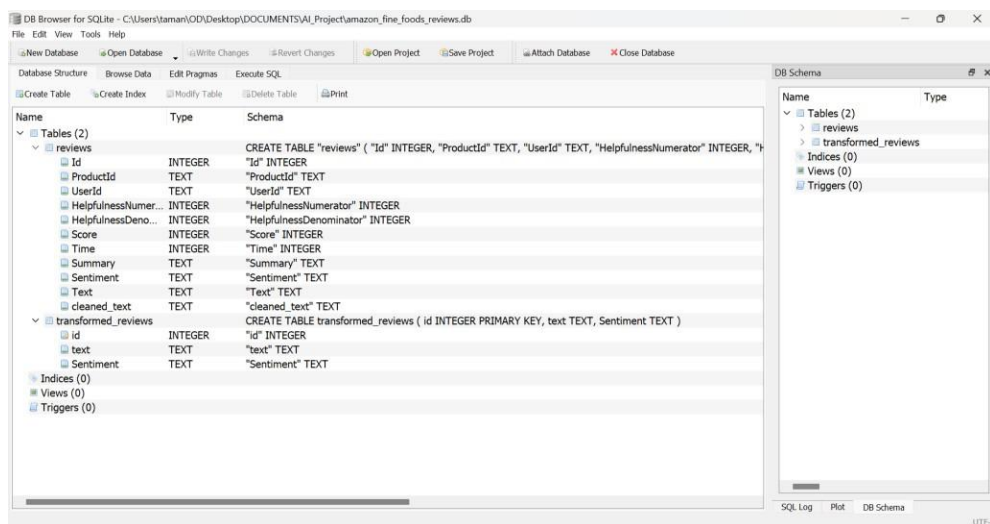 DB Browser for SQLite - C:\Users\taman\OD\Desktop\DOCUMENTS\AI_Project\amazon_fine_foods_reviews.db
File Edit View Tools Help
New Database Open Database Write Changes Revert Changes Open Project Save Project Attach Database Close Database
Database Structure Browse Data Edit Pragmas Execute SQL
Create Table Create Index Modify Table Delete Table Print
Name Type Schema
Tables (2)
reviews CREATE TABLE "reviews" ( "Id" INTEGER, "ProductId" TEXT, "UserId" TEXT, "HelpfulnessNumerator" INTEGER, "H
Id INTEGER "Id" INTEGER
ProductId TEXT "ProductId" TEXT
UserId TEXT "UserId" TEXT
HelpfulnessNumer... INTEGER "HelpfulnessNumerator" INTEGER
HelpfulnessDeno... INTEGER "HelpfulnessDenominator" INTEGER
Score INTEGER "Score" INTEGER
Time INTEGER "Time" INTEGER
Summary TEXT "Summary" TEXT
Sentiment TEXT "Sentiment" TEXT
Text TEXT "Text" TEXT
cleaned_text TEXT "cleaned_text" TEXT
transformed_reviews CREATE TABLE transformed_reviews ( id INTEGER PRIMARY KEY, text TEXT, Sentiment TEXT )
id INTEGER "id" INTEGER
text TEXT "text" TEXT
Sentiment TEXT "Sentiment" TEXT
Indices (0)
Views (0)
Triggers (0)
DB Schema
Name Type
Tables (2)
reviews
transformed_reviews
Indices (0)
Views (0)
Triggers (0)
SQL Log Plot DB Schema